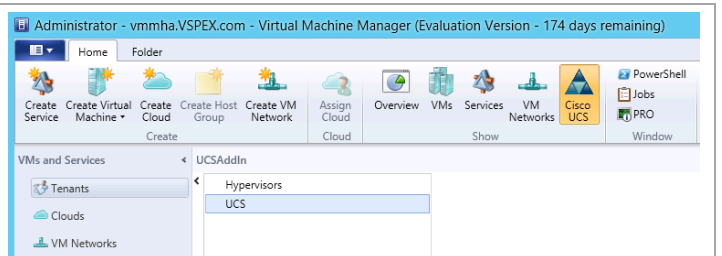 Administrator - vmmha.VSPEX.com - Virtual Machine Manager (Evaluation Version - 174 days remaining)
Home Folder
Create Service
Create Virtual Machine
Create Cloud
Create Host Group
Create VM Network
Assign Cloud
Overview
VMs
Services
VM Networks
Cisco UCS
PowerShell
Jobs
PRO
Create
Cloud
Show
Window
VMs and Services
UCSAddIn
Tenants
Clouds
VM Networks
Hypervisors
UCS